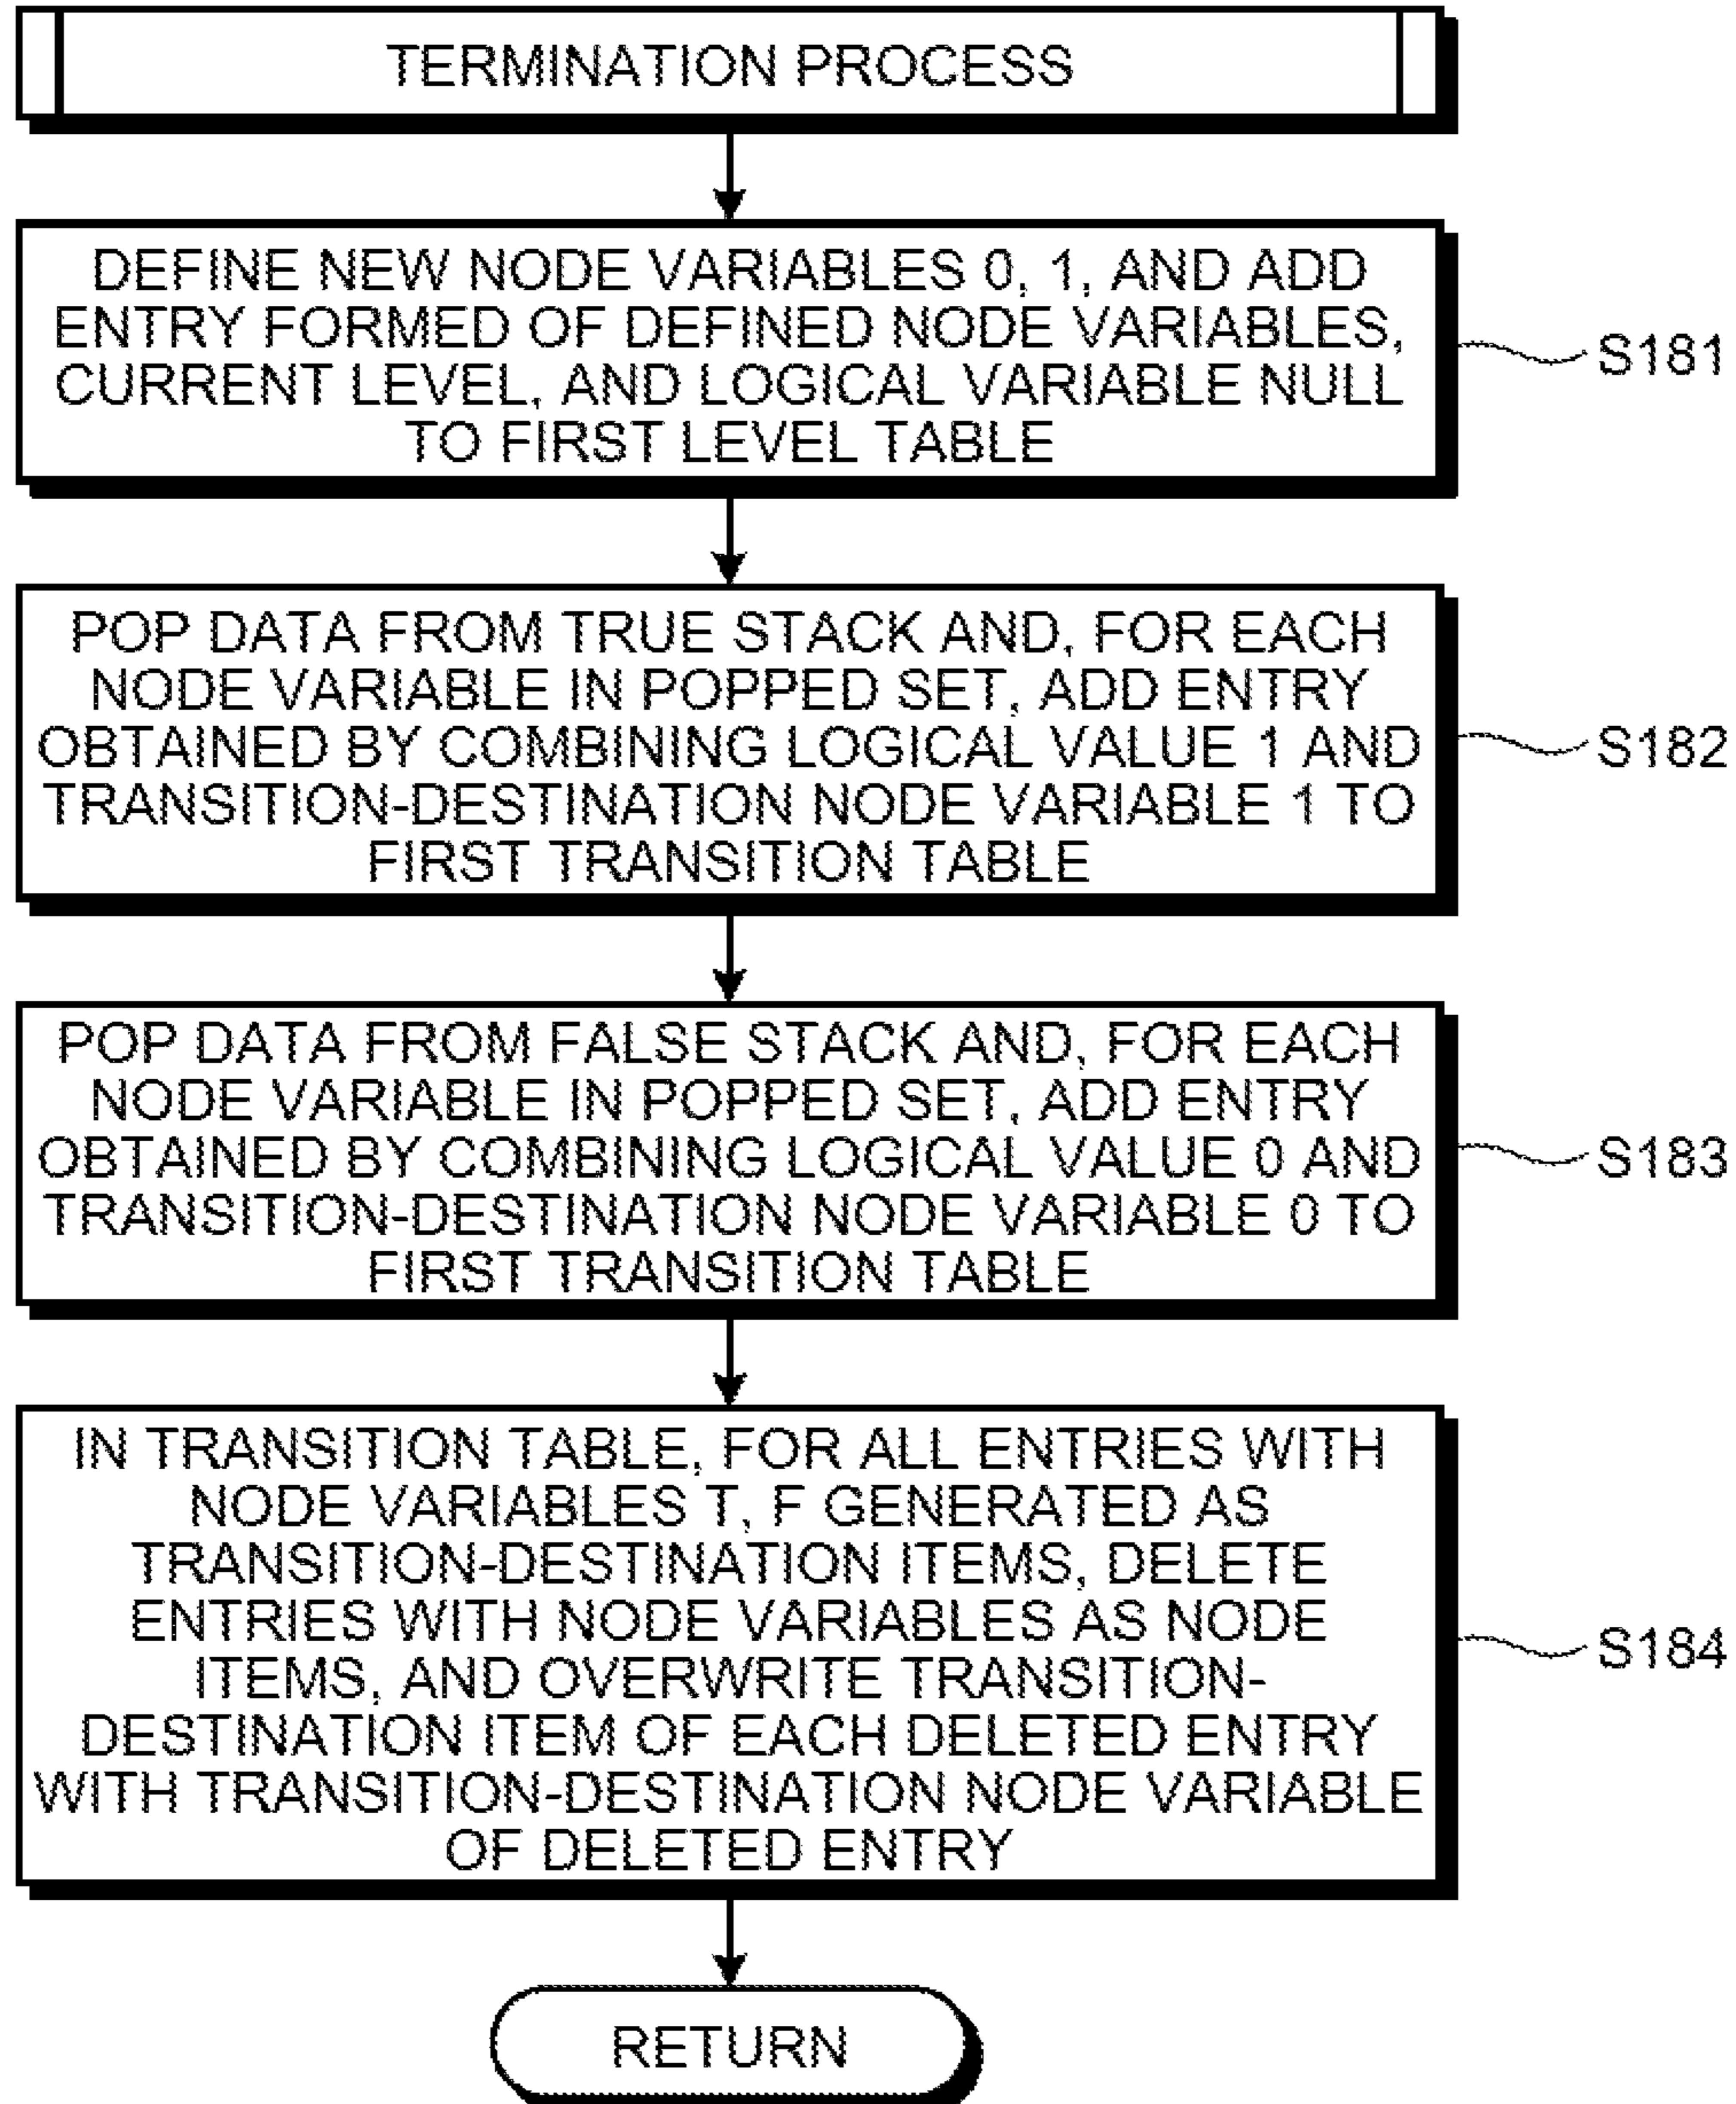 TERMINATION PROCESS
DEFINE NEW NODE VARIABLES 0, 1, AND ADD
ENTRY FORMED OF DEFINED NODE VARIABLES,
CURRENT LEVEL, AND LOGICAL VARIABLE NULL
TO FIRST LEVEL TABLE
S181
POP DATA FROM TRUE STACK AND, FOR EACH
NODE VARIABLE IN POPPED SET, ADD ENTRY
OBTAINED BY COMBINING LOGICAL VALUE 1 AND
TRANSITION-DESTINATION NODE VARIABLE 1 TO
FIRST TRANSITION TABLE
S182
POP DATA FROM FALSE STACK AND, FOR EACH
NODE VARIABLE IN POPPED SET, ADD ENTRY
OBTAINED BY COMBINING LOGICAL VALUE 0 AND
TRANSITION-DESTINATION NODE VARIABLE 0 TO
FIRST TRANSITION TABLE
S183
IN TRANSITION TABLE, FOR ALL ENTRIES WITH
NODE VARIABLES T, F GENERATED AS
TRANSITION-DESTINATION ITEMS, DELETE
ENTRIES WITH NODE VARIABLES AS NODE
ITEMS, AND OVERWRITE TRANSITION-
DESTINATION ITEM OF EACH DELETED ENTRY
WITH TRANSITION-DESTINATION NODE VARIABLE
OF DELETED ENTRY
S184
RETURN